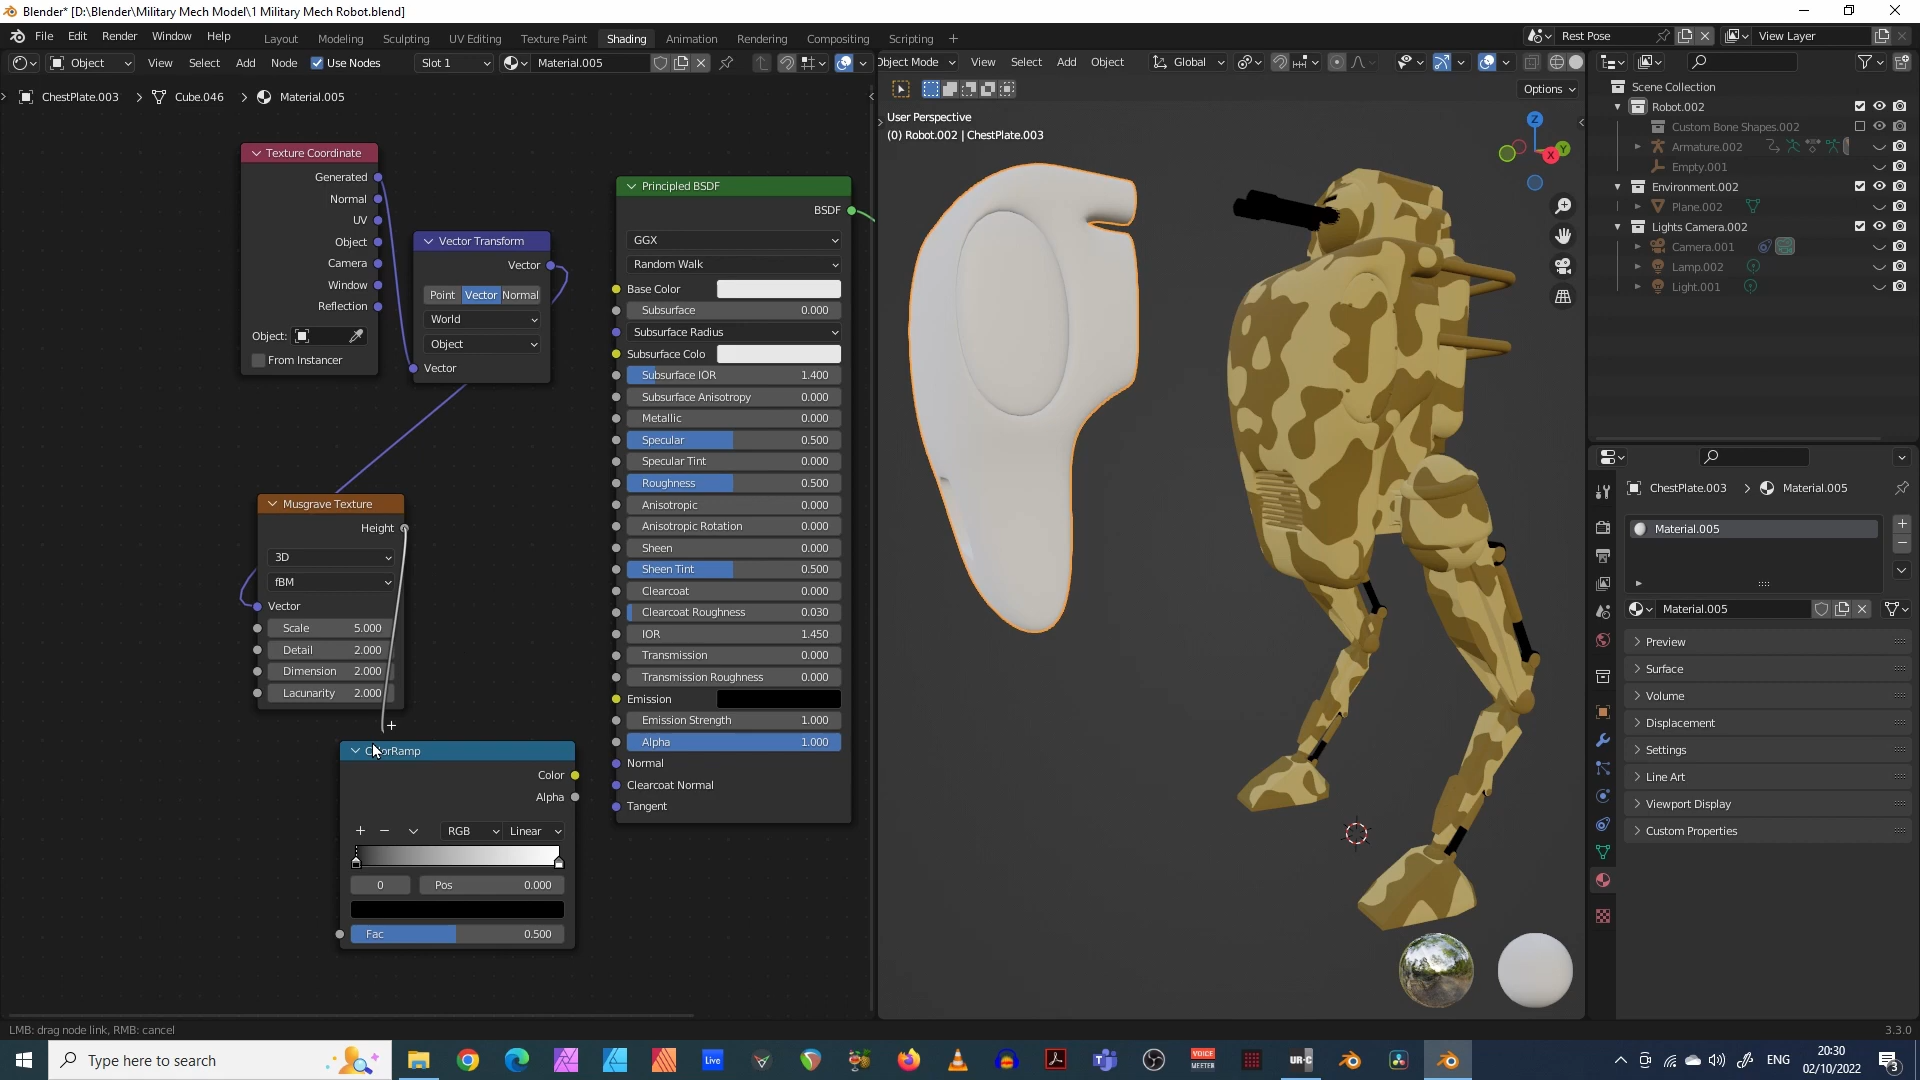 Blender* [D:\Blender\Military Mech Model\1 Military Mech Robot.blend]
File Edit Render Window Help
Layout Modeling Sculpting UV Editing Texture Paint Shading Animation Rendering Compositing Scripting
Rest Pose
View Layer
Object View Select Add Node Use Nodes Slot 1 Material.005
Object Mode View Select Add Object Global
Options
ChestPlate.003 > Cube.046 > Material.005
User Perspective
(0) Robot.002 | ChestPlate.003
Z
Y
X
Texture Coordinate
Generated
Normal
UV
Object
Camera
Window
Reflection
Object:
From Instancer
Vector Transform
Vector
Point Vector Normal
World
Object
Vector
Musgrave Texture
Height
3D
fBM
Vector
Scale 5.000
Detail 2.000
Dimension 2.000
Lacunarity 2.000
ColorRamp
Color
Alpha
RGB Linear
0 Pos 0.000
Fac 0.500
Principled BSDF
BSDF
GGX
Random Walk
Base Color
Subsurface 0.000
Subsurface Radius
Subsurface Colo
Subsurface IOR 1.400
Subsurface Anisotropy 0.000
Metallic 0.000
Specular 0.500
Specular Tint 0.000
Roughness 0.500
Anisotropic 0.000
Anisotropic Rotation 0.000
Sheen 0.000
Sheen Tint 0.500
Clearcoat 0.000
Clearcoat Roughness 0.030
IOR 1.450
Transmission 0.000
Transmission Roughness 0.000
Emission
Emission Strength 1.000
Alpha 1.000
Normal
Clearcoat Normal
Tangent
Scene Collection
Robot.002
Custom Bone Shapes.002
Armature.002
Empty.001
Environment.002
Plane.002
Lights Camera.002
Camera.001
Lamp.002
Light.001
ChestPlate.003 > Material.005
Material.005
Material.005
Preview
Surface
Volume
Displacement
Settings
Line Art
Viewport Display
Custom Properties
LMB: drag node link, RMB: cancel
3.3.0
Type here to search
Live
VOICE MEETER
UR-C
ENG
20:30
02/10/2022
3